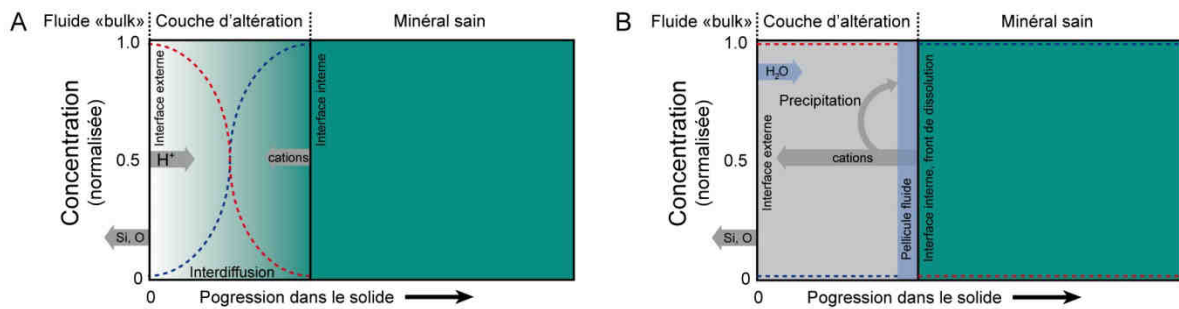 A
Fluide «bulk»
Couche d'altération
Minéral sain
1.0
0.5
0
Concentration
(normalisée)
Interface externe
Interface interne
H+
cations
Si, O
Interdiffusion
0
Pogression dans le solide
B
Fluide «bulk»
Couche d'altération
Minéral sain
1.0
0.5
0
Concentration
(normalisée)
H₂O
Precipitation
Interface externe
cations
Pellicule fluide
Interface interne, front de dissolution
Si, O
0
Pogression dans le solide